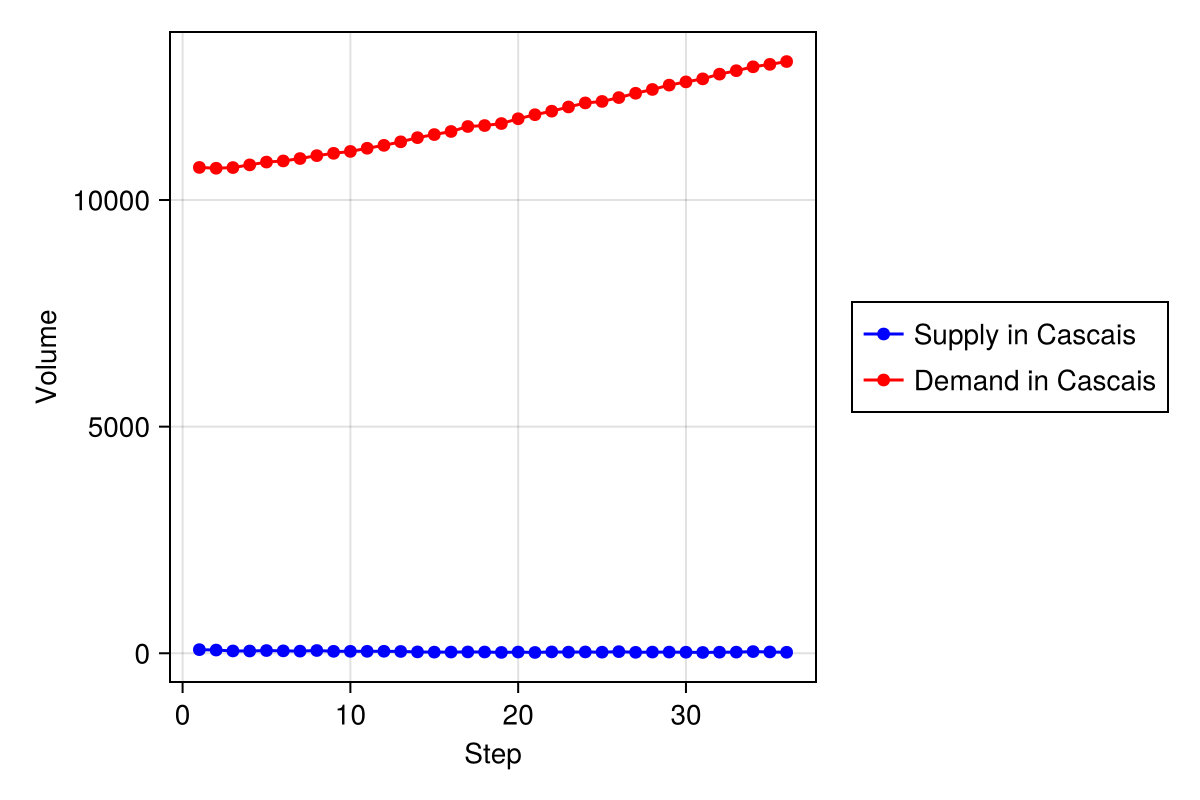 10000
5000
0
0 10 20 30
Step
Volume
Supply in Cascais
Demand in Cascais